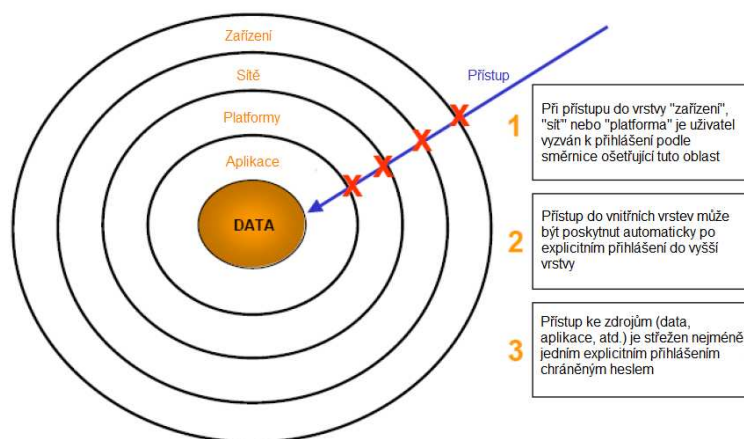 Zařízení
Sítě
Platformy
Aplikace
DATA
Přístup
1
Při přístupu do vrstvy "zařízení",
"síť" nebo "platforma" je uživatel
vyzván k přihlášení podle
směrnice ošetřující tuto oblast
2
Přístup do vnitřních vrstev může
být poskytnut automaticky po
explicitním přihlášení do vyšší
vrstvy
3
Přístup ke zdrojům (data,
aplikace, atd.) je střežen nejméně
jedním explicitním přihlášením
chráněným heslem
X
X
X
X